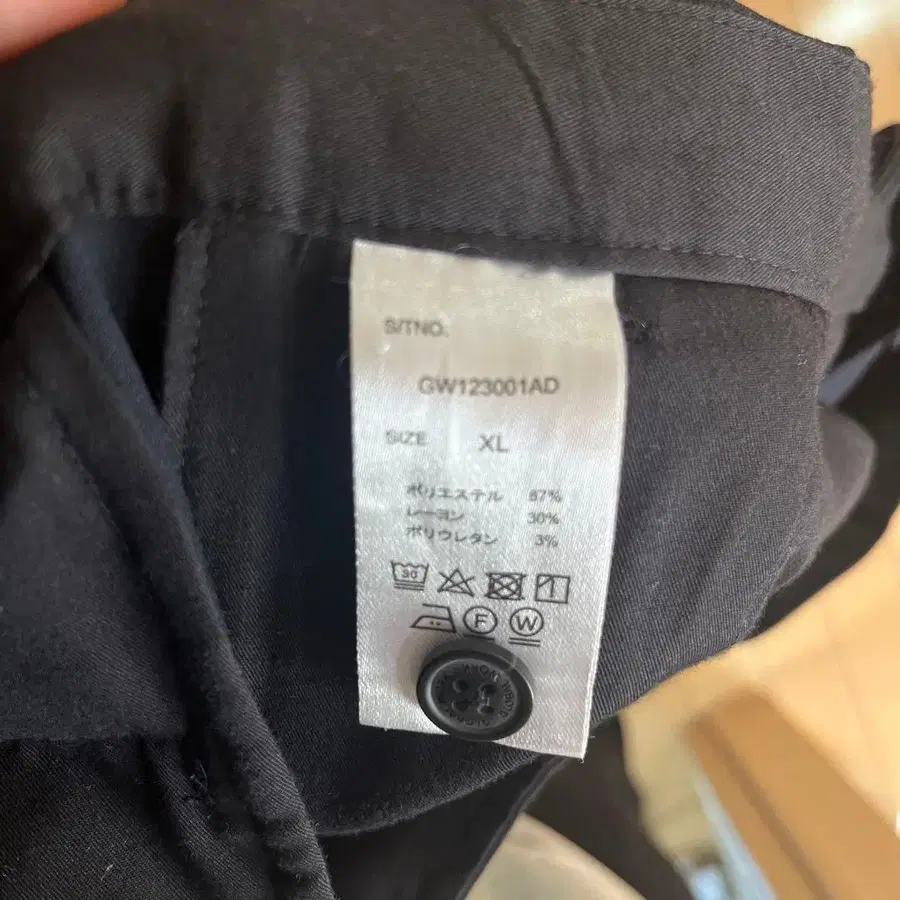 S/TNO.
GW123001AD
SIZE XL
ポリエステル 67%
レーヨン 30%
ポリウレタン 3%
30
F W